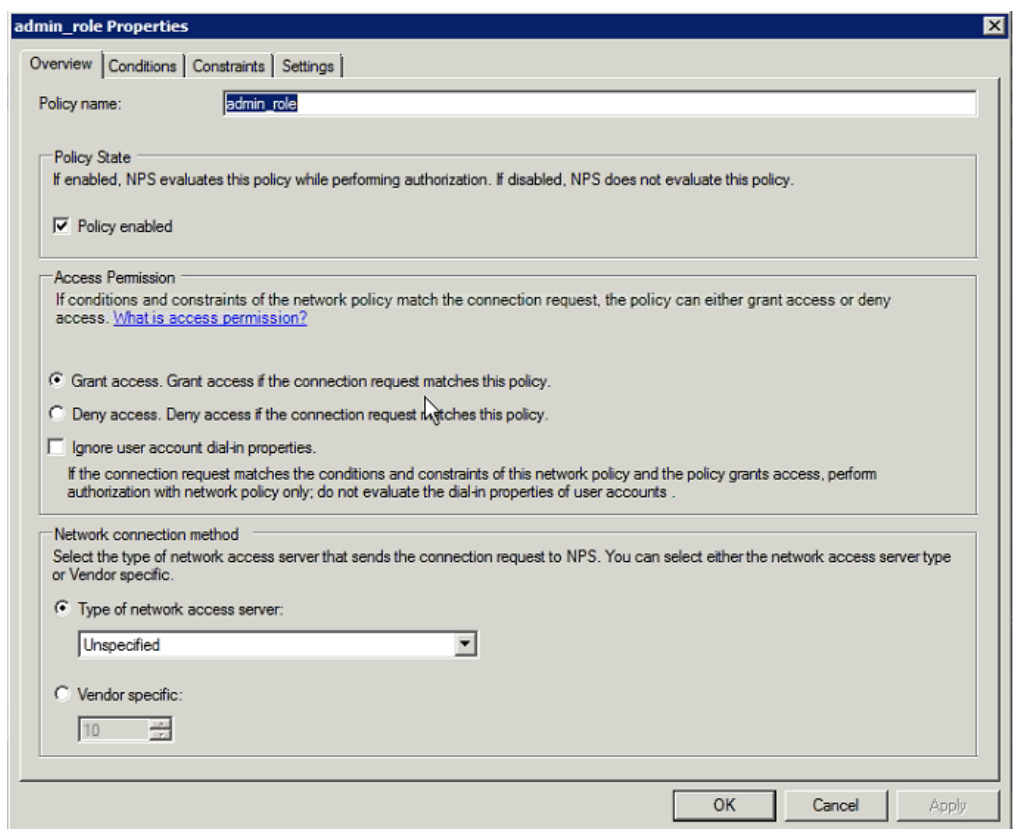 admin_role Properties
Overview Conditions Constraints Settings
Policy name: admin_role
Policy State
If enabled, NPS evaluates this policy while performing authorization. If disabled, NPS does not evaluate this policy.
Policy enabled
Access Permission
If conditions and constraints of the network policy match the connection request, the policy can either grant access or deny
access. What is access permission?
Grant access. Grant access if the connection request matches this policy.
Deny access. Deny access if the connection request matches this policy.
Ignore user account dial-in properties.
If the connection request matches the conditions and constraints of this network policy and the policy grants access, perform
authorization with network policy only; do not evaluate the dial-in properties of user accounts .
Network connection method
Select the type of network access server that sends the connection request to NPS. You can select either the network access server type
or Vendor specific.
Type of network access server:
Unspecified
Vendor specific:
10
OK Cancel Apply